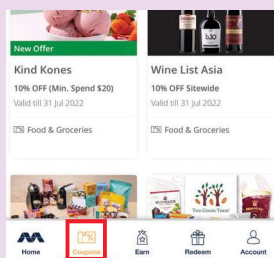 New Offer
Kind Kones
10% OFF (Min. Spend $20)
Valid till 31 Jul 2022
Food & Groceries
Wine List Asia
10% OFF Sitewide
Valid till 31 Jul 2022
Food & Groceries
Home
Coupons
Earn
Redeem
Account